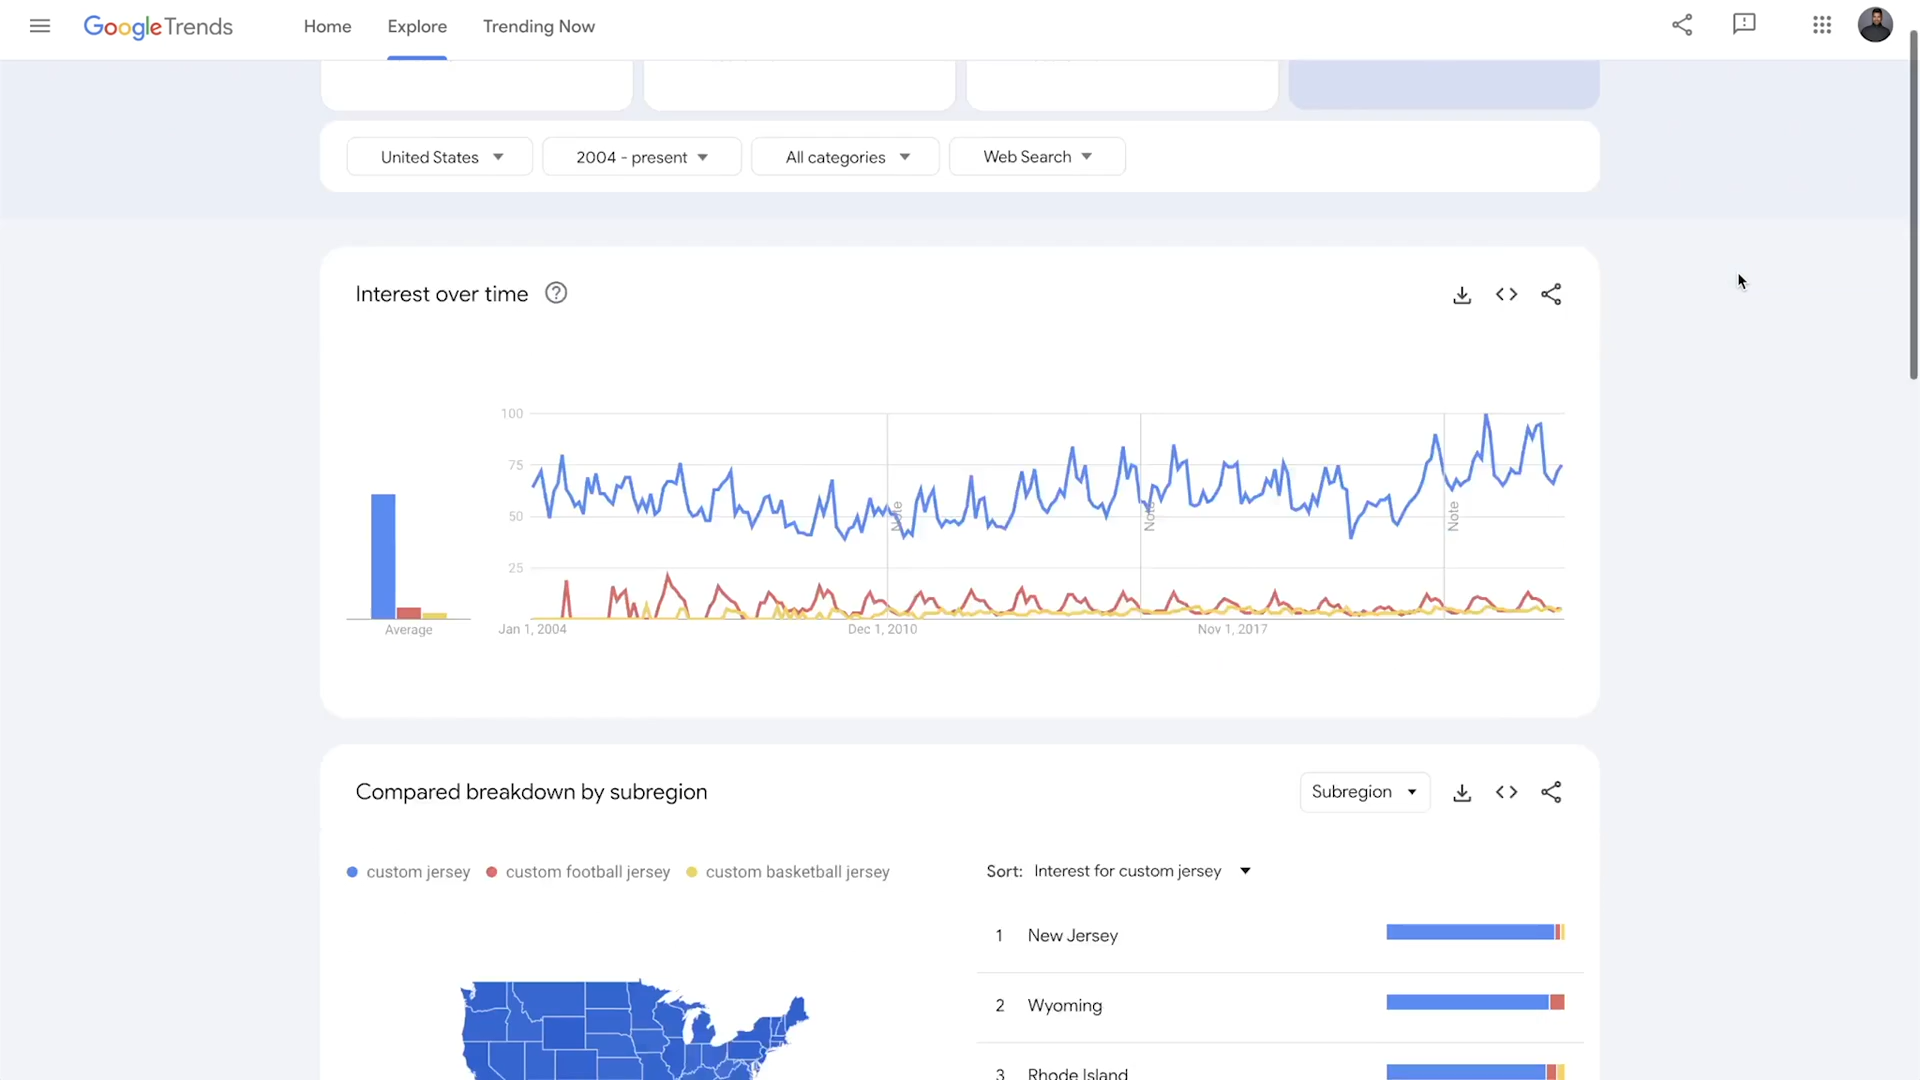 Google Trends
Home
Explore
Trending Now
United States
2004 - present
All categories
Web Search
Interest over time
100
75
50
25
Note
Note
Note
Average
Jan 1, 2004
Dec 1, 2010
Nov 1, 2017
Compared breakdown by subregion
Subregion
custom jersey
custom football jersey
custom basketball jersey
Sort: Interest for custom jersey
1 New Jersey
2 Wyoming
3 Rhode Island